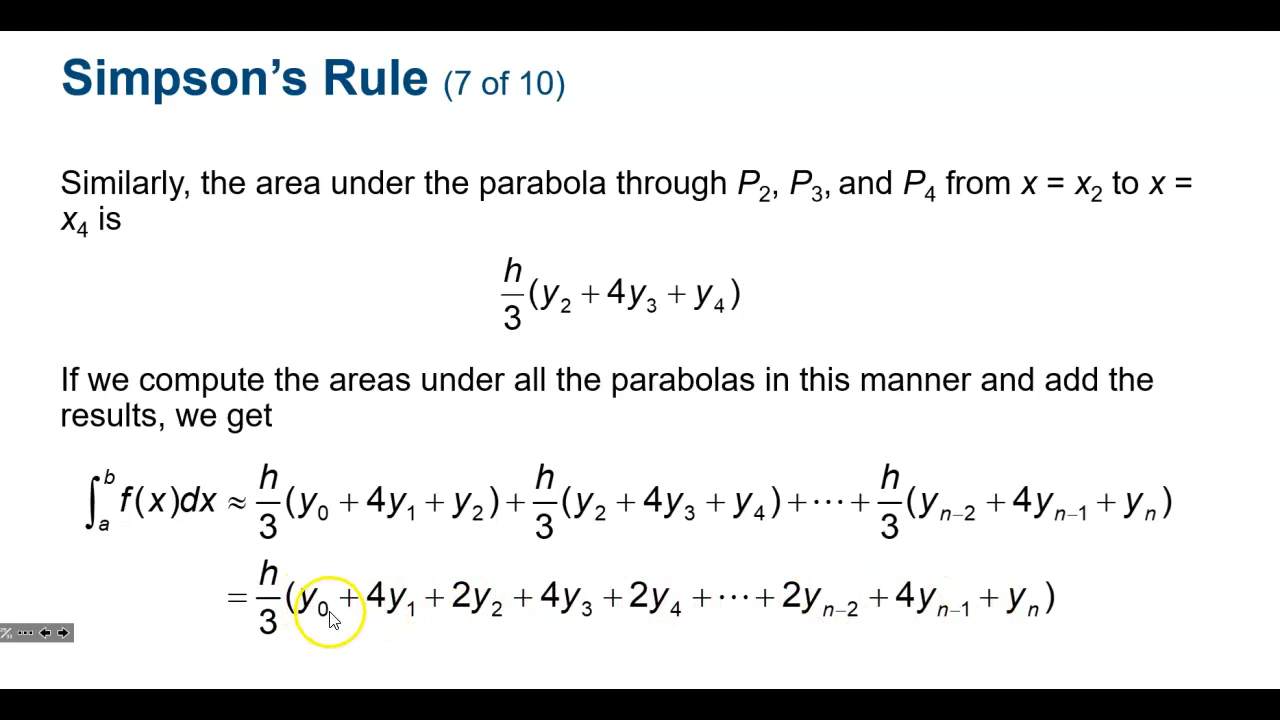 Simpson’s Rule (7 of 10)
Similarly, the area under the parabola through P₂, P₃, and P₄ from x = x₂ to x =
x₄ is
h/3 (y₂ + 4y₃ + y₄)
If we compute the areas under all the parabolas in this manner and add the
results, we get
∫ₐᵇ f(x)dx ≈ h/3 (y₀ + 4y₁ + y₂) + h/3 (y₂ + 4y₃ + y₄) + ⋯ + h/3 (yₙ₋₂ + 4yₙ₋₁ + yₙ)
= h/3 (y₀ + 4y₁ + 2y₂ + 4y₃ + 2y₄ + ⋯ + 2yₙ₋₂ + 4yₙ₋₁ + yₙ)